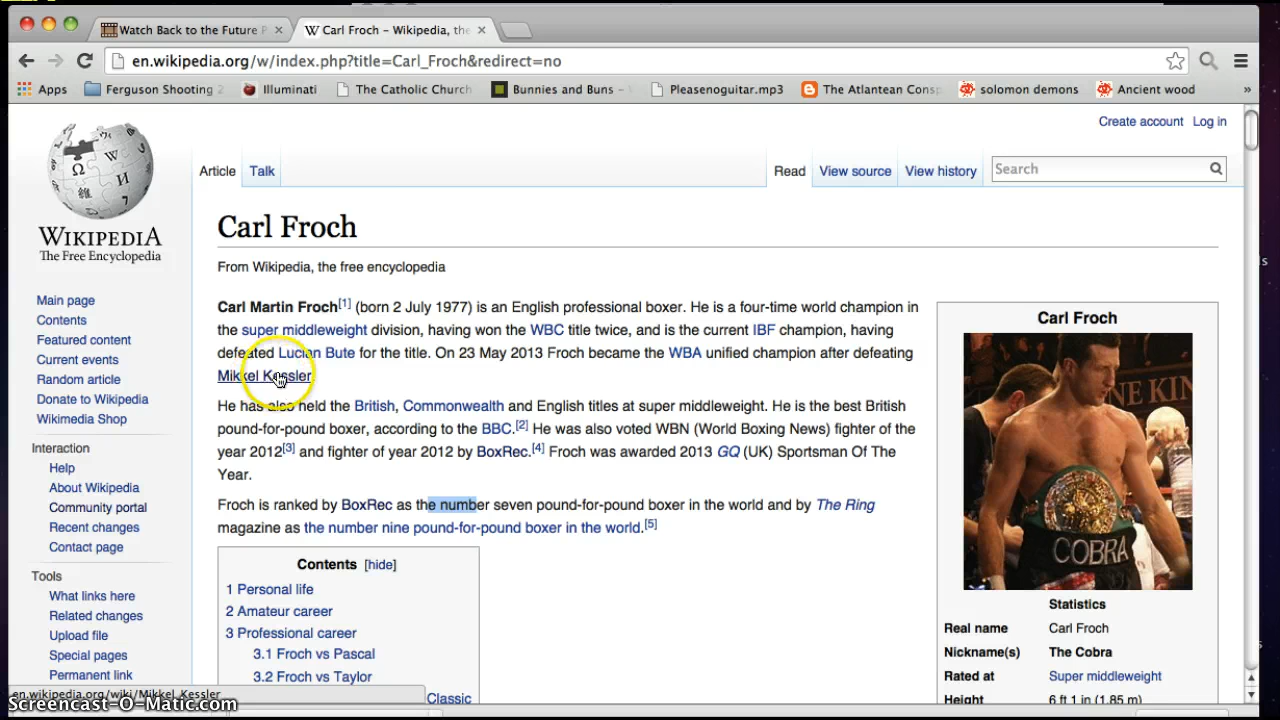 Watch Back to the Future P
W Carl Froch – Wikipedia, the
en.wikipedia.org/w/index.php?title=Carl_Froch&redirect=no
Apps Ferguson Shooting 2 Illuminati The Catholic Church Bunnies and Buns – Pleasenoguitar.mp3 The Atlantean Consp solomon demons Ancient wood »
Create account Log in
Article Talk Read View source View history Search
WIKIPEDIA
The Free Encyclopedia
Main page
Contents
Featured content
Current events
Random article
Donate to Wikipedia
Wikimedia Shop
Interaction
Help
About Wikipedia
Community portal
Recent changes
Contact page
Tools
What links here
Related changes
Upload file
Special pages
Permanent link
Carl Froch
From Wikipedia, the free encyclopedia
Carl Martin Froch[1] (born 2 July 1977) is an English professional boxer. He is a four-time world champion in
the super middleweight division, having won the WBC title twice, and is the current IBF champion, having
defeated Lucian Bute for the title. On 23 May 2013 Froch became the WBA unified champion after defeating
Mikkel Kessler.
He has also held the British, Commonwealth and English titles at super middleweight. He is the best British
pound-for-pound boxer, according to the BBC.[2] He was also voted WBN (World Boxing News) fighter of the
year 2012[3] and fighter of year 2012 by BoxRec.[4] Froch was awarded 2013 GQ (UK) Sportsman Of The
Year.
Froch is ranked by BoxRec as the number seven pound-for-pound boxer in the world and by The Ring
magazine as the number nine pound-for-pound boxer in the world.[5]
Contents [hide]
1 Personal life
2 Amateur career
3 Professional career
3.1 Froch vs Pascal
3.2 Froch vs Taylor
Classic
Carl Froch
COBRA
Statistics
Real name Carl Froch
Nickname(s) The Cobra
Rated at Super middleweight
Height 6 ft 1 in (1.85 m)
en.wikipedia.org/wiki/Mikkel_Kessler
Screencast-O-Matic.com